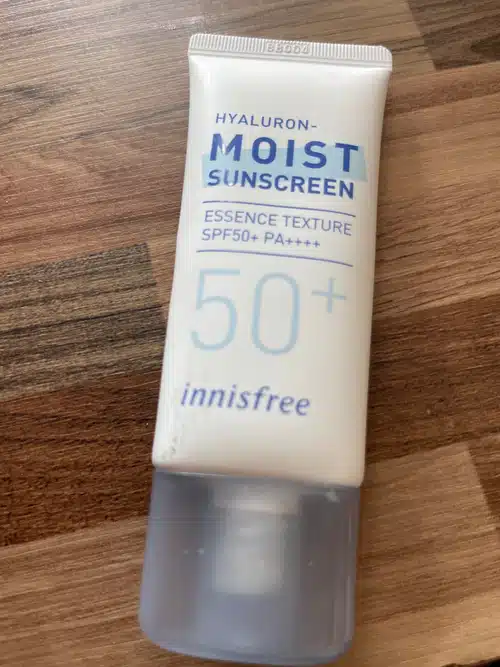 HYALURON-
MOIST
SUNSCREEN
ESSENCE TEXTURE
SPF50+ PA++++
50+
innisfree